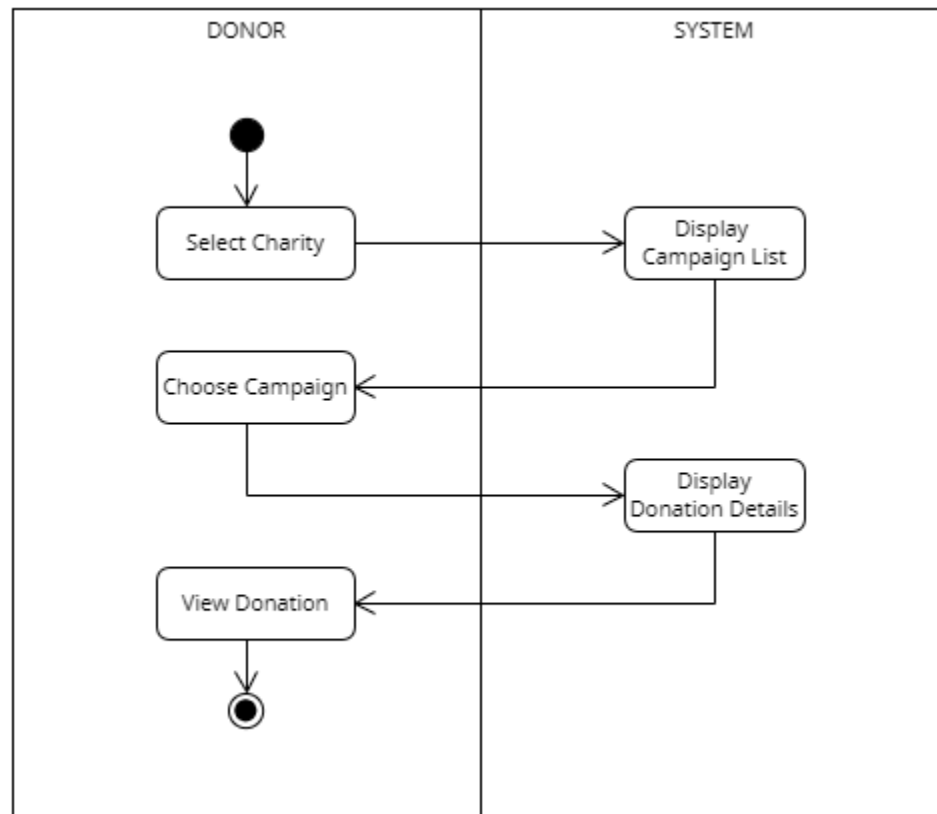 DONOR
SYSTEM
Select Charity
Display
Campaign List
Choose Campaign
Display
Donation Details
View Donation